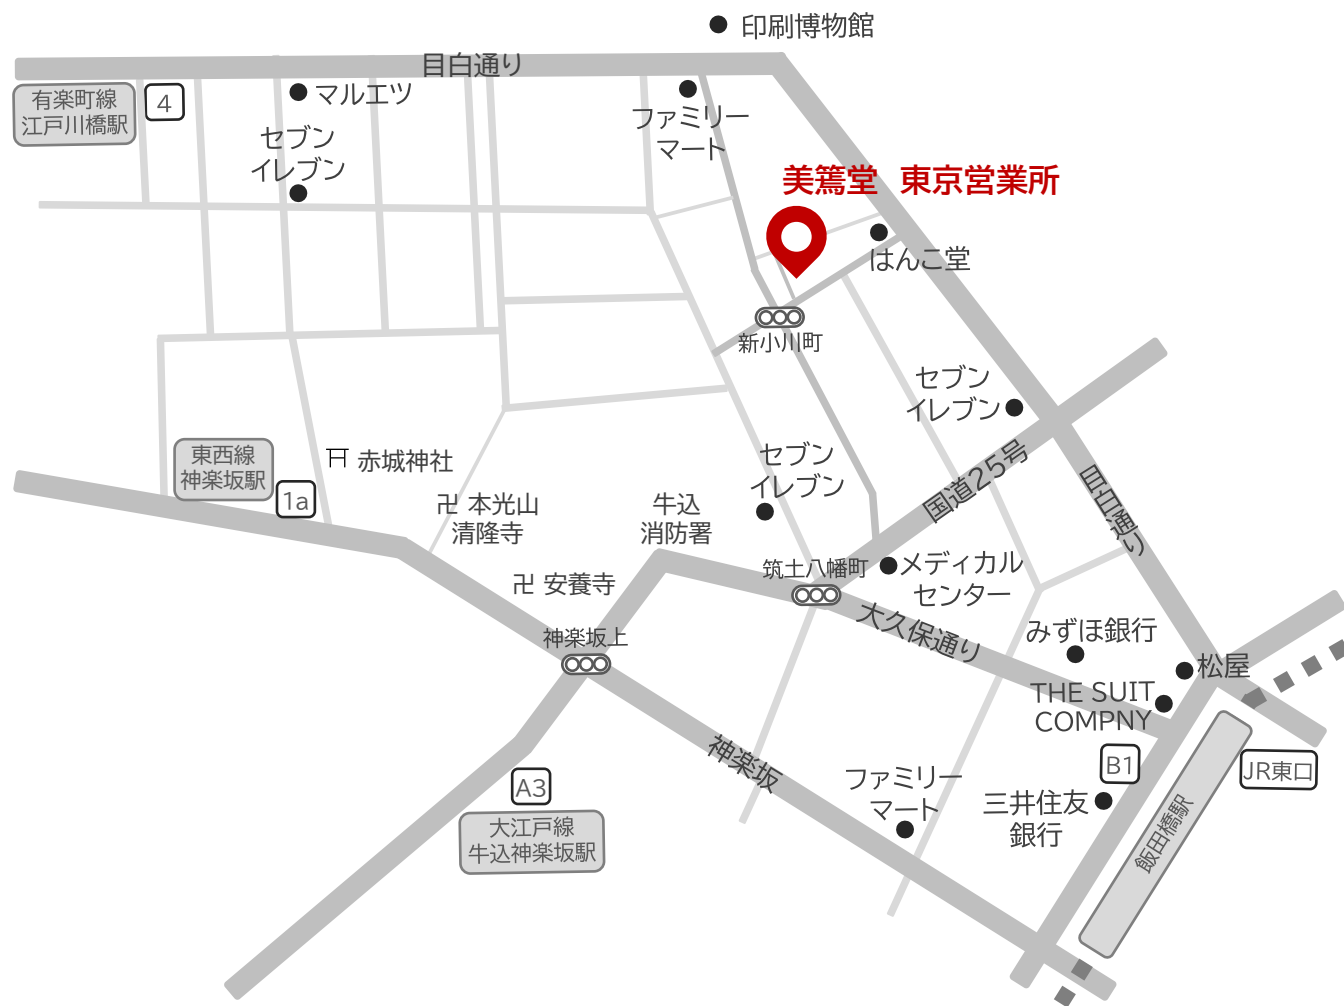 印刷博物館
目白通り
有楽町線
江戸川橋駅
4
マルエツ
セブン
イレブン
ファミリー
マート
美篶堂 東京営業所
はんこ堂
新小川町
セブン
イレブン
国道25号
目白通り
東西線
神楽坂駅
1a
赤城神社
卍 本光山
清隆寺
セブン
イレブン
牛込
消防署
卍 安養寺
筑土八幡町
メディカル
センター
大久保通り
みずほ銀行
松屋
THE SUIT
COMPNY
神楽坂上
神楽坂
B1
JR東口
A3
大江戸線
牛込神楽坂駅
ファミリー
マート
三井住友
銀行
飯田橋駅